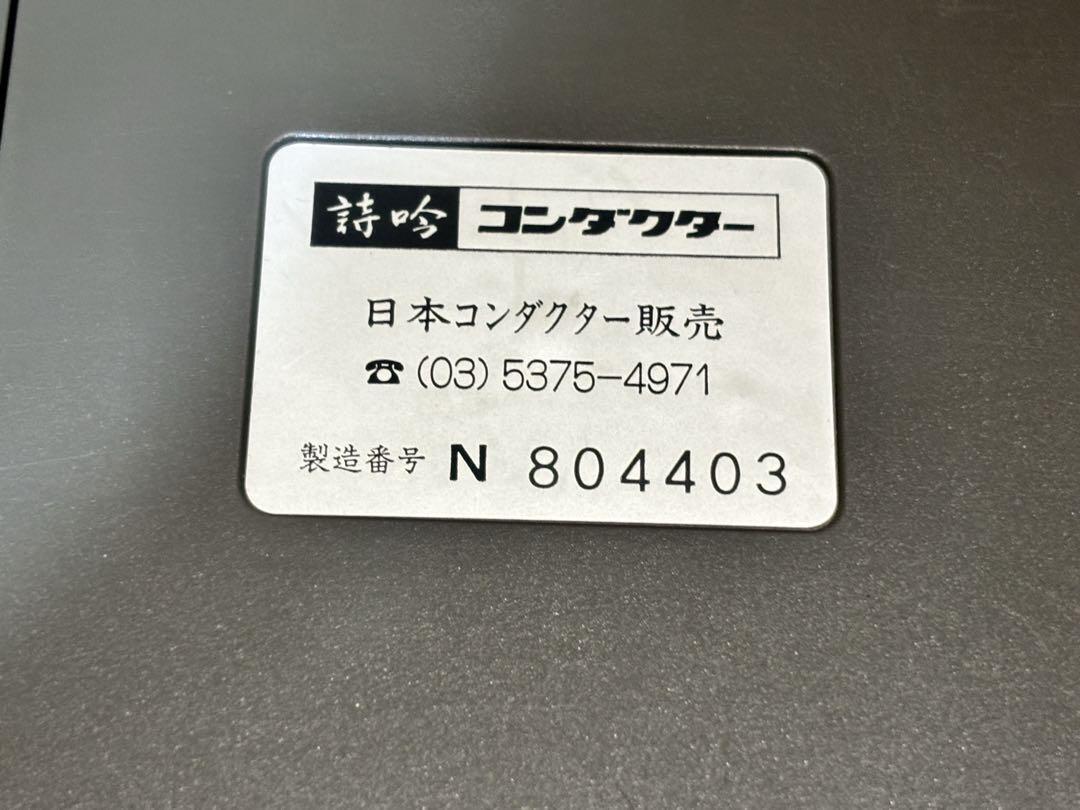 詩吟 コンダクター
日本コンダクター販売
☎ (03) 5375-4971
製造番号 N 804403